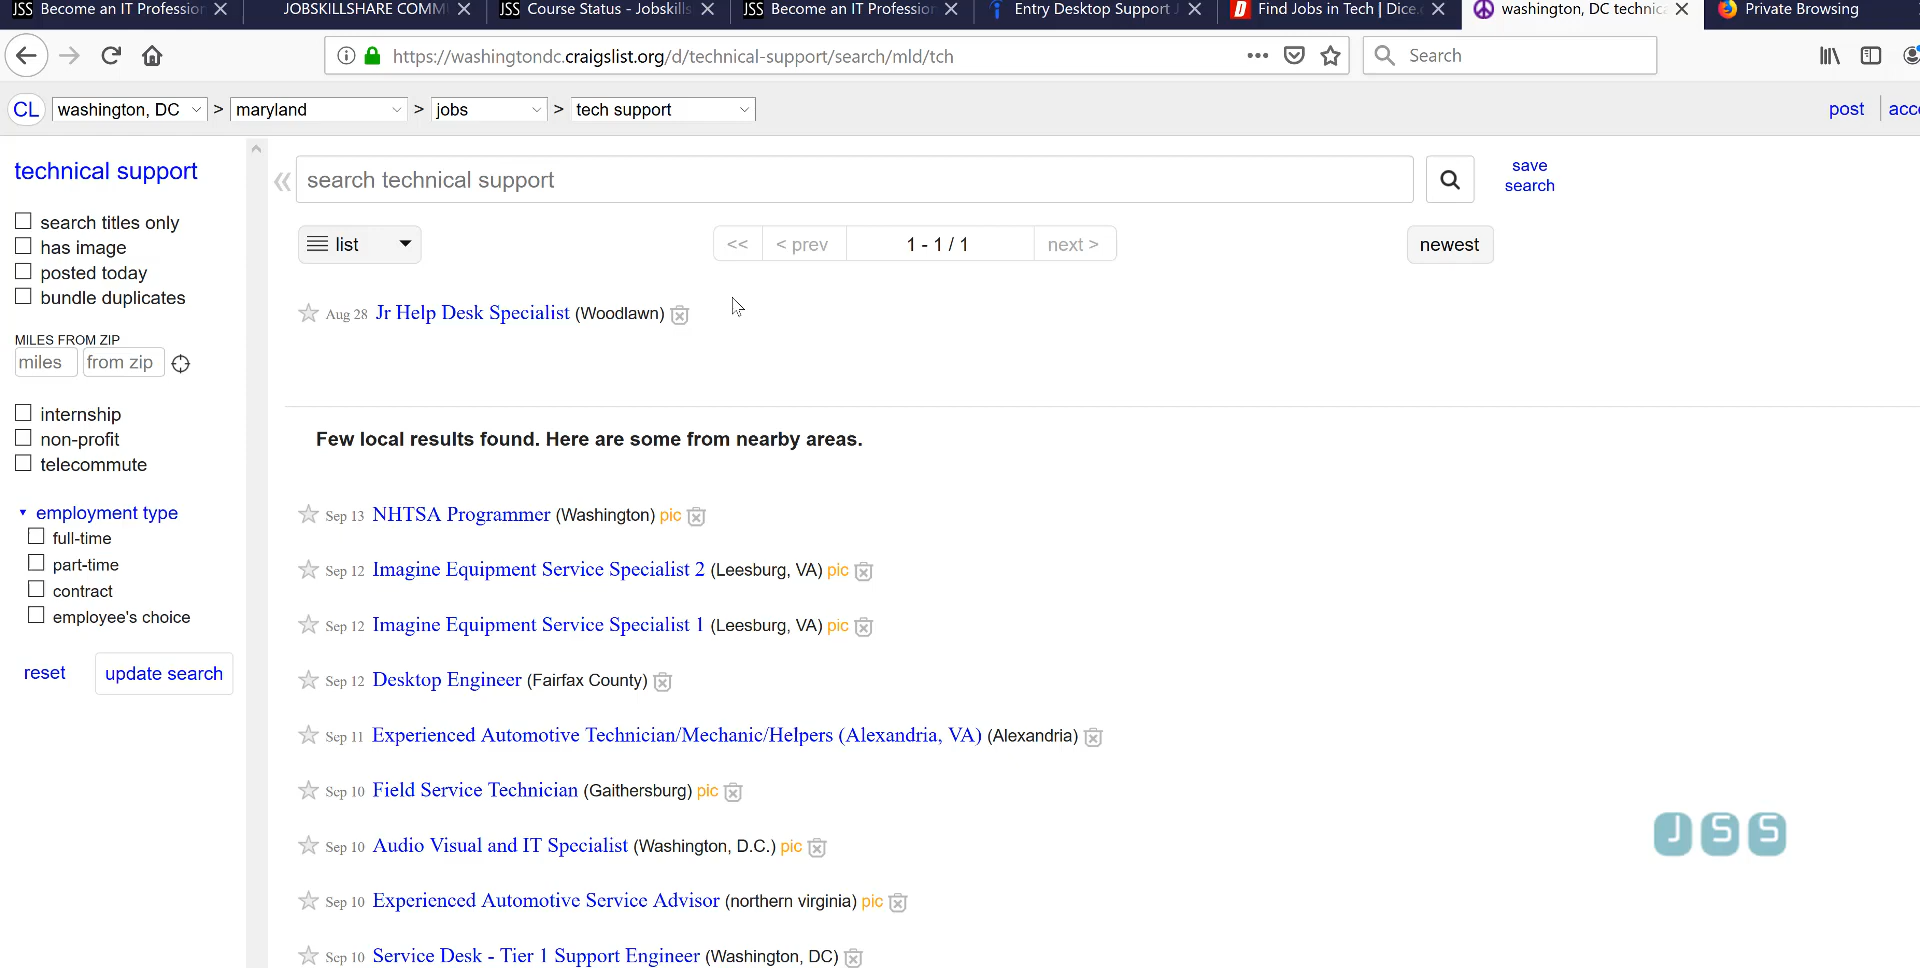 JSS Become an IT Profession
JOBSKILLSHARE COMM
JSS Course Status - Jobskills
JSS Become an IT Profession
Entry Desktop Support J
D Find Jobs in Tech | Dice.c
washington, DC technica
Private Browsing
https://washingtondc.craigslist.org/d/technical-support/search/mld/tch
Search
CL washington, DC > maryland > jobs > tech support
post
acc
technical support
search titles only
has image
posted today
bundle duplicates
MILES FROM ZIP
miles from zip
internship
non-profit
telecommute
employment type
full-time
part-time
contract
employee's choice
reset update search
search technical support
save
search
list
<< < prev 1 - 1 / 1 next >
newest
Aug 28 Jr Help Desk Specialist (Woodlawn)
Few local results found. Here are some from nearby areas.
Sep 13 NHTSA Programmer (Washington) pic
Sep 12 Imagine Equipment Service Specialist 2 (Leesburg, VA) pic
Sep 12 Imagine Equipment Service Specialist 1 (Leesburg, VA) pic
Sep 12 Desktop Engineer (Fairfax County)
Sep 11 Experienced Automotive Technician/Mechanic/Helpers (Alexandria, VA) (Alexandria)
Sep 10 Field Service Technician (Gaithersburg) pic
Sep 10 Audio Visual and IT Specialist (Washington, D.C.) pic
Sep 10 Experienced Automotive Service Advisor (northern virginia) pic
Sep 10 Service Desk - Tier 1 Support Engineer (Washington, DC)
JSS